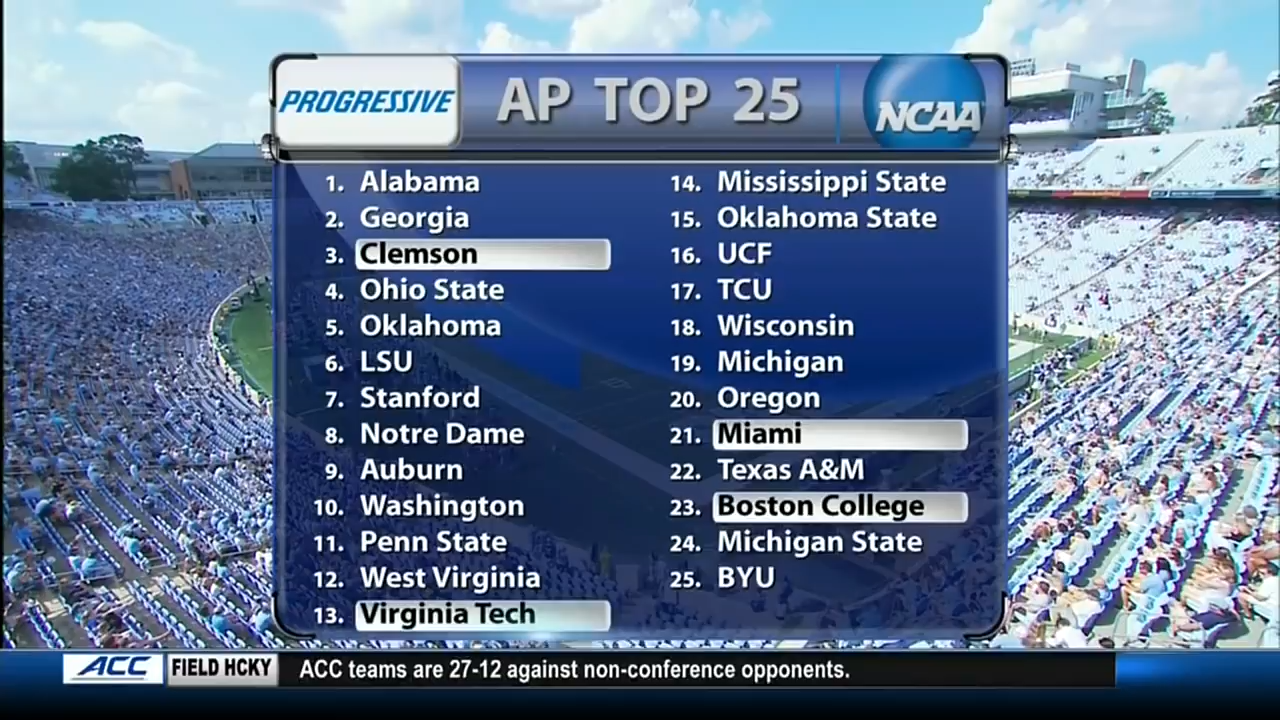 PROGRESSIVE
AP TOP 25
NCAA
1. Alabama
2. Georgia
3. Clemson
4. Ohio State
5. Oklahoma
6. LSU
7. Stanford
8. Notre Dame
9. Auburn
10. Washington
11. Penn State
12. West Virginia
13. Virginia Tech
14. Mississippi State
15. Oklahoma State
16. UCF
17. TCU
18. Wisconsin
19. Michigan
20. Oregon
21. Miami
22. Texas A&M
23. Boston College
24. Michigan State
25. BYU
ACC FIELD HCKY ACC teams are 27-12 against non-conference opponents.